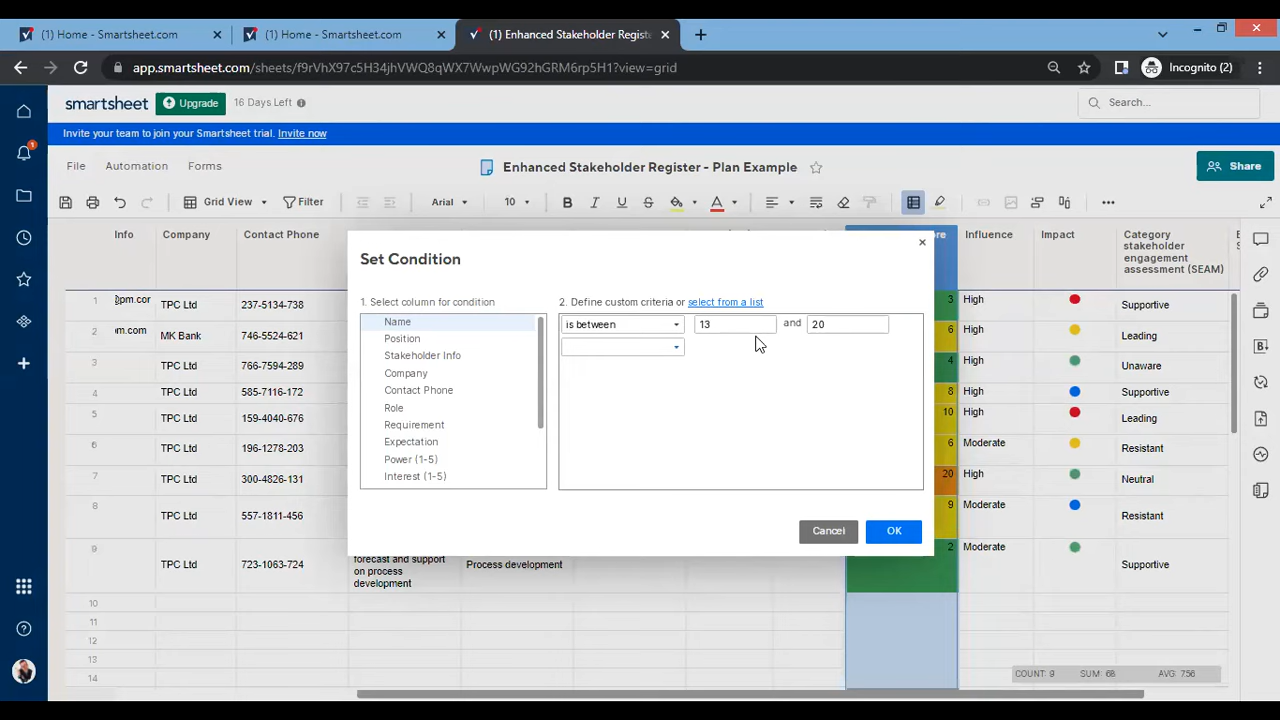 (1) Home - Smartsheet.com
(1) Home - Smartsheet.com
(1) Enhanced Stakeholder Regist
app.smartsheet.com/sheets/f9rVhX97c5H34jhVWQ8qWX7WwpWG92hGRM6rp5H1?view=grid
Incognito (2)
smartsheet
Upgrade
16 Days Left
Search...
Invite your team to join your Smartsheet trial. Invite now
File
Automation
Forms
Enhanced Stakeholder Register - Plan Example
Share
Grid View
Filter
Arial
10
B I U S A
Info
Company
Contact Phone
Influence
Impact
Category stakeholder engagement assessment (SEAM)
1 TPC Ltd 237-5134-738 3 High Supportive
2 m.com MK Bank 746-5524-621 6 High Leading
3 TPC Ltd 766-7594-289 4 High Unaware
4 TPC Ltd 585-7116-172 8 High Supportive
5 TPC Ltd 159-4040-676 10 High Leading
6 TPC Ltd 196-1278-203 6 Moderate Resistant
7 TPC Ltd 300-4826-131 20 High Neutral
8 TPC Ltd 557-1811-456 9 Moderate Resistant
9 TPC Ltd 723-1063-724 forecast and support on process development Process development 2 Moderate Supportive
10
11
12
13
14
Set Condition
1. Select column for condition
Name
Position
Stakeholder Info
Company
Contact Phone
Role
Requirement
Expectation
Power (1-5)
Interest (1-5)
2. Define custom criteria or select from a list
is between 13 and 20
Cancel
OK
COUNT: 9 SUM: 68 AVG: 756